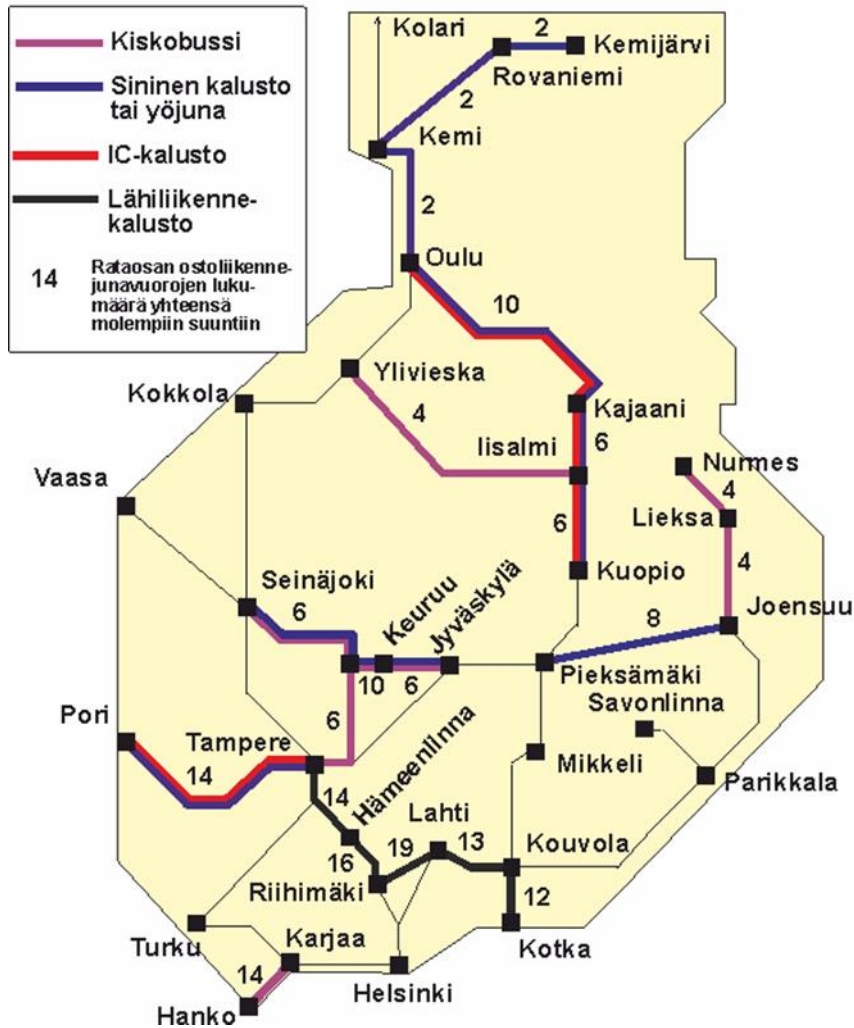 Kiskobussi
Sininen kalusto
tai yöjuna
IC-kalusto
Lähiliikenne-
kalusto
14
Rataosan ostoliikenne-
junavuorojen luku-
määrä yhteensä
molempiin suuntiin
Kolari
2
Kemijärvi
Rovaniemi
2
Kemi
2
Oulu
10
Ylivieska
Kokkola
4
Kajaani
Iisalmi
6
Nurmes
Vaasa
4
6
Lieksa
Kuopio
4
Seinäjoki
6
Keuruu
Jyväskylä
Joensuu
8
10
6
Pieksämäki
Savonlinna
Pori
6
Tampere
Hämeenlinna
Mikkeli
14
Parikkala
14
Lahti
Kouvola
16
19
13
Riihimäki
12
Turku
Karjaa
Kotka
14
Helsinki
Hanko